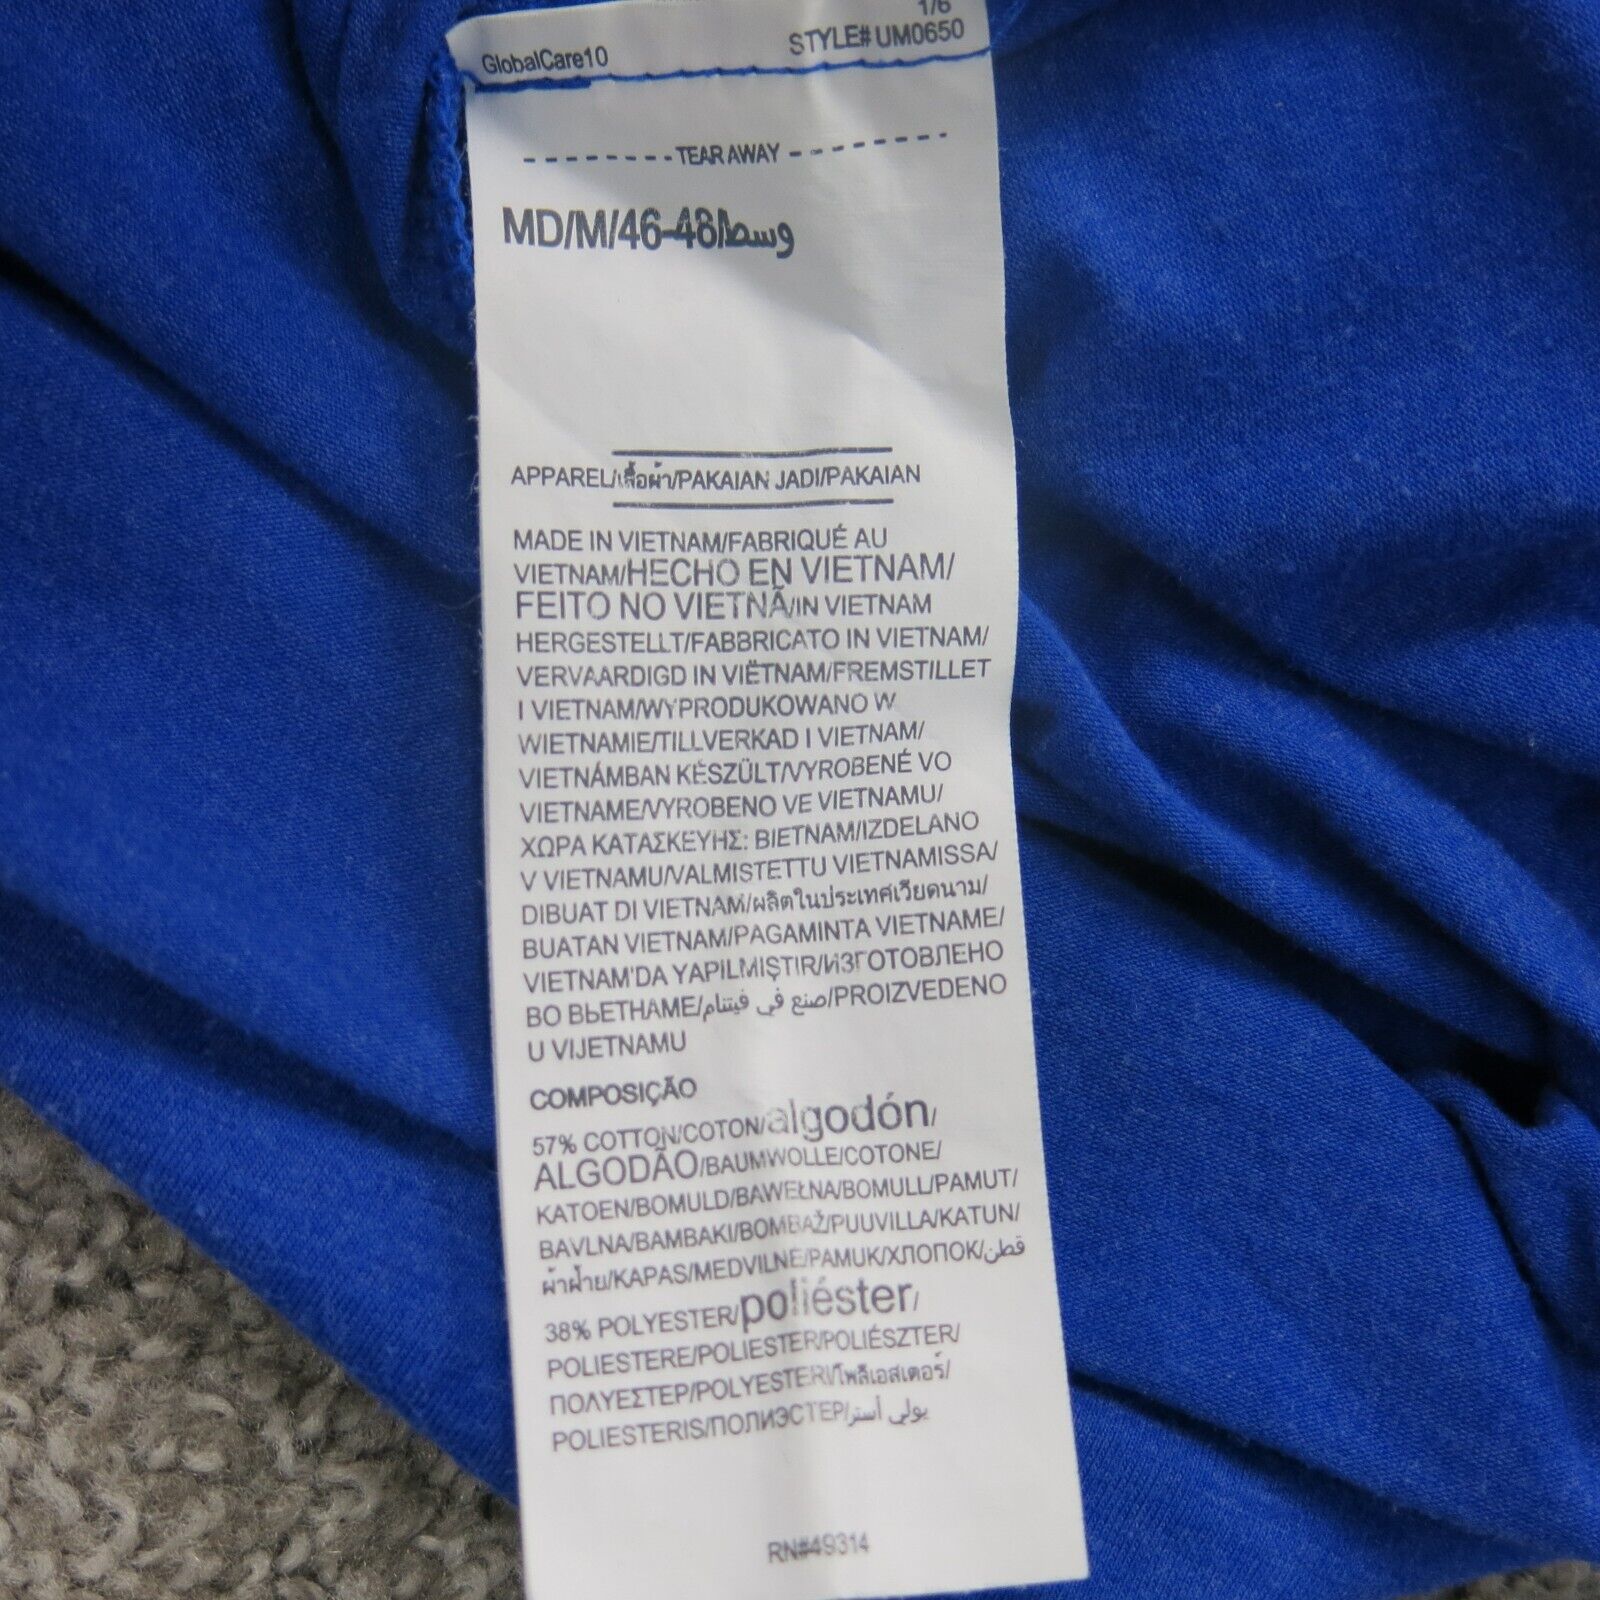 1/6
GlobalCare10 STYLE# UM0650
TEAR AWAY
MD/M/46-48/وسط
APPAREL/เสื้อผ้า/PAKAIAN JADI/PAKAIAN
MADE IN VIETNAM/FABRIQUÉ AU
VIETNAM/HECHO EN VIETNAM/
FEITO NO VIETNÃ/IN VIETNAM
HERGESTELLT/FABBRICATO IN VIETNAM/
VERVAARDIGD IN VIËTNAM/FREMSTILLET
I VIETNAM/WYPRODUKOWANO W
WIETNAMIE/TILLVERKAD I VIETNAM/
VIETNÁMBAN KÉSZÜLT/VYROBENÉ VO
VIETNAME/VYROBENO VE VIETNAMU/
ΧΩΡΑ ΚΑΤΑΣΚΕΥΗΣ: ΒΙΕΤΝΑΜ/IZDELANO
V VIETNAMU/VALMISTETTU VIETNAMISSA/
DIBUAT DI VIETNAM/ผลิตในประเทศเวียดนาม/
BUATAN VIETNAM/PAGAMINTA VIETNAME/
VIETNAM'DA YAPILMIŞTIR/ИЗГОТОВЛЕНО
ВО ВЬЕТНАМЕ/صنع في فيتنام/PROIZVEDENO
U VIJETNAMU
COMPOSIÇÃO
57% COTTON/COTON/algodón/
ALGODÃO/BAUMWOLLE/COTONE/
KATOEN/BOMULD/BAWEŁNA/BOMULL/PAMUT/
BAVLNA/BAMBAKI/BOMBAŽ/PUUVILLA/KATUN/
ผ้าฝ้าย/KAPAS/MEDVILNĖ/PAMUK/ХЛОПОК/قطن
38% POLYESTER/poliéster/
POLIESTERE/POLIESTER/POLIÉSZTER/
ΠΟΛΥΕΣΤΕΡ/POLYESTERI/โพลีเอสเตอร์/
POLIESTERIS/ПОЛИЭСТЕР/بولي أستر
RN#49314